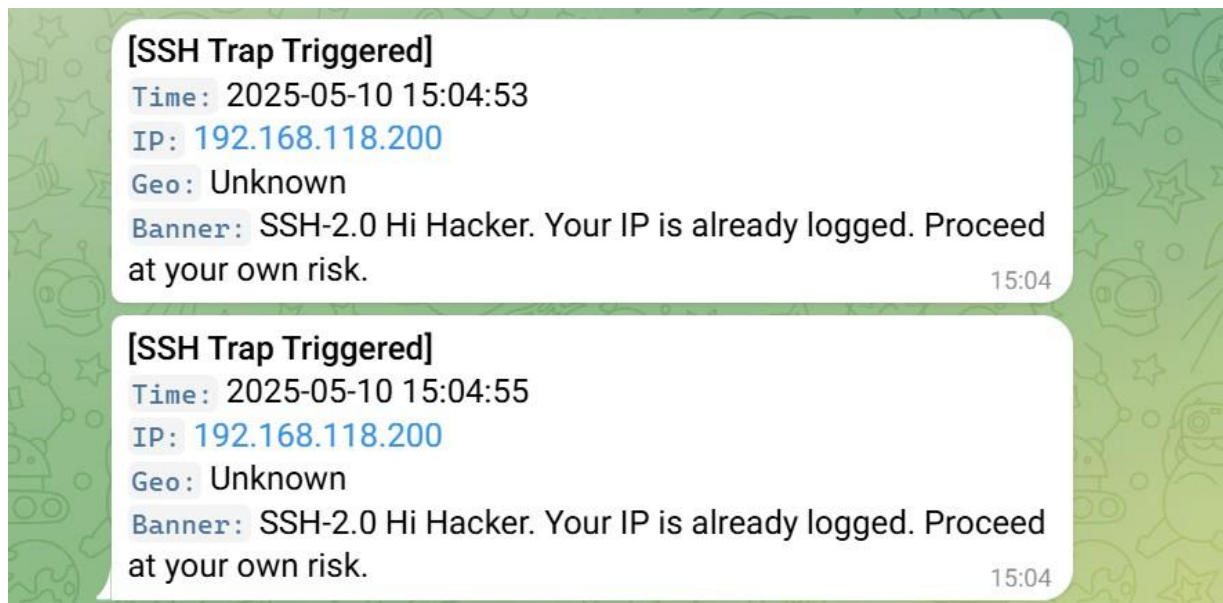 [SSH Trap Triggered]
Time: 2025-05-10 15:04:53
IP: 192.168.118.200
Geo: Unknown
Banner: SSH-2.0 Hi Hacker. Your IP is already logged. Proceed
at your own risk.
15:04
[SSH Trap Triggered]
Time: 2025-05-10 15:04:55
IP: 192.168.118.200
Geo: Unknown
Banner: SSH-2.0 Hi Hacker. Your IP is already logged. Proceed
at your own risk.
15:04